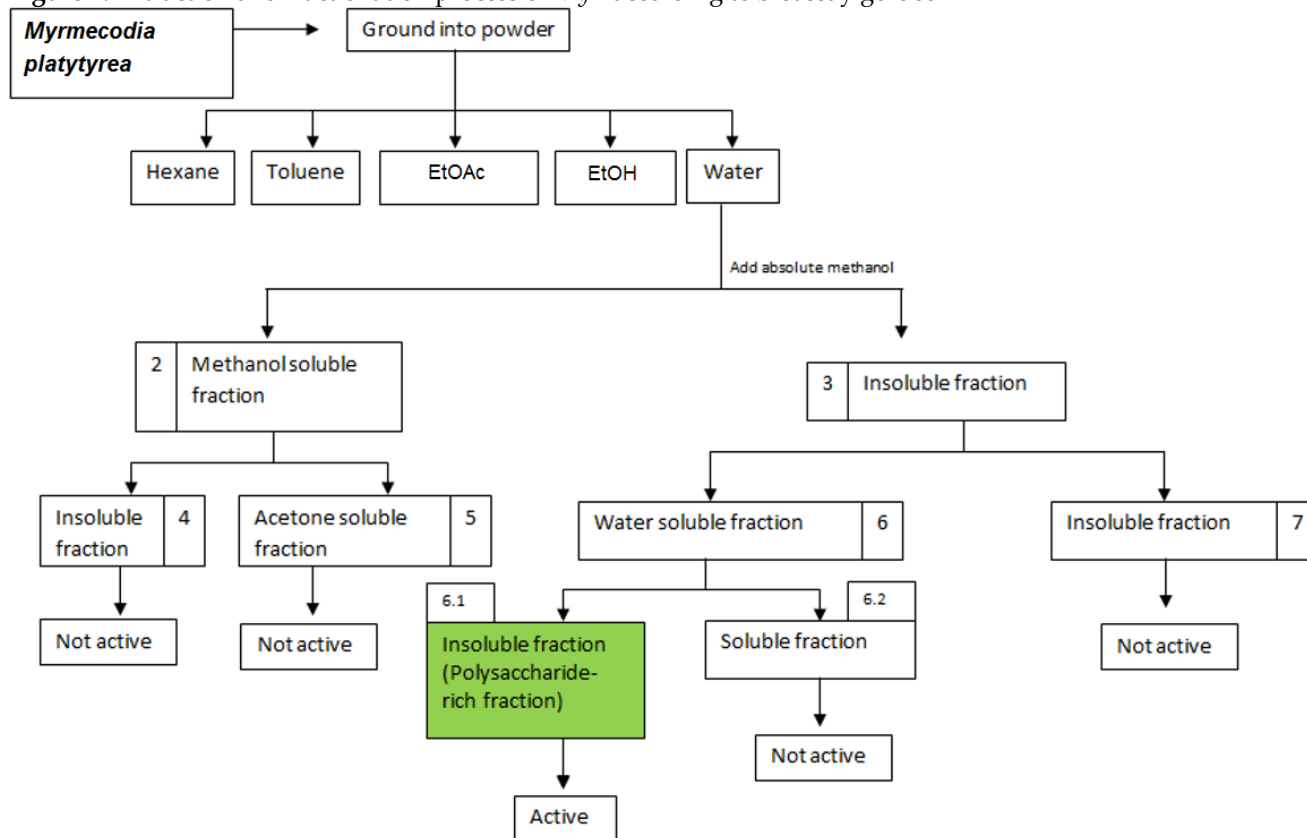 Myrmecodia
platytyrea
Ground into powder
Hexane
Toluene
EtOAc
EtOH
Water
Add absolute methanol
2
Methanol soluble
fraction
3
Insoluble fraction
Insoluble
fraction
4
Acetone soluble
fraction
5
Water soluble fraction
6
Insoluble fraction
7
Not active
Not active
6.1
Insoluble fraction
(Polysaccharide-
rich fraction)
6.2
Soluble fraction
Not active
Not active
Active